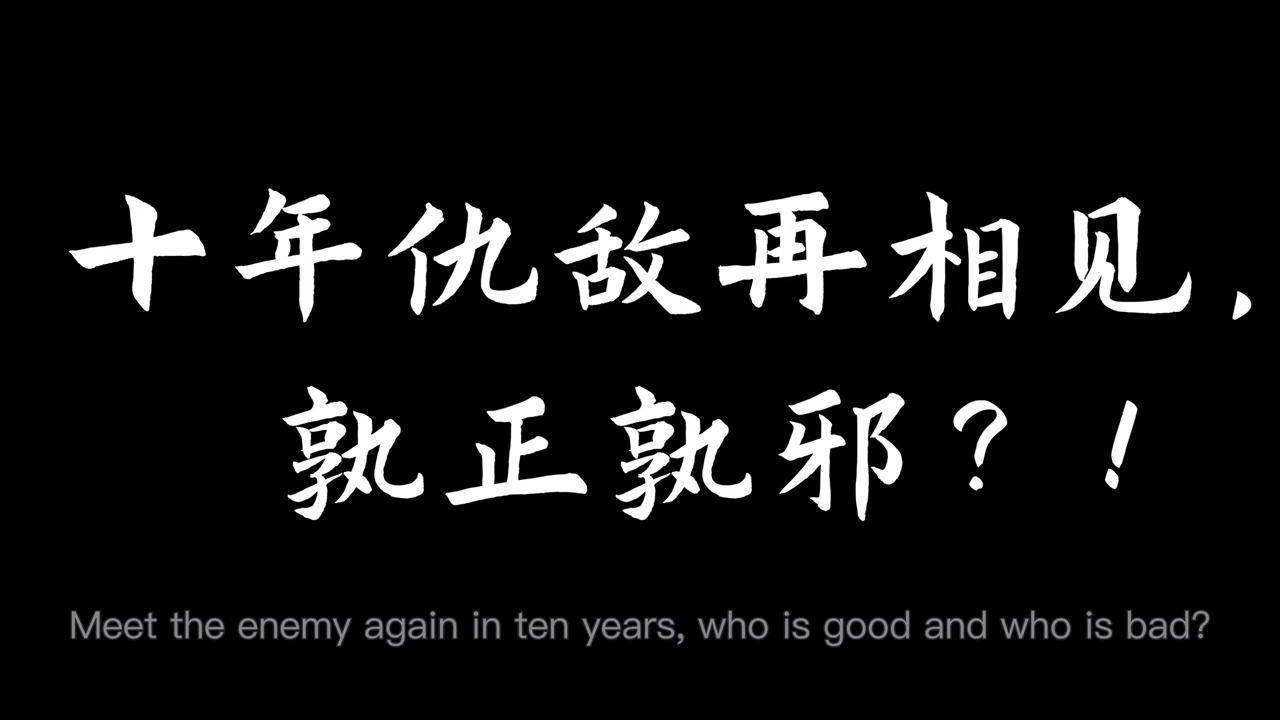 十年仇敌再相见，
孰正孰邪？！
Meet the enemy again in ten years, who is good and who is bad?